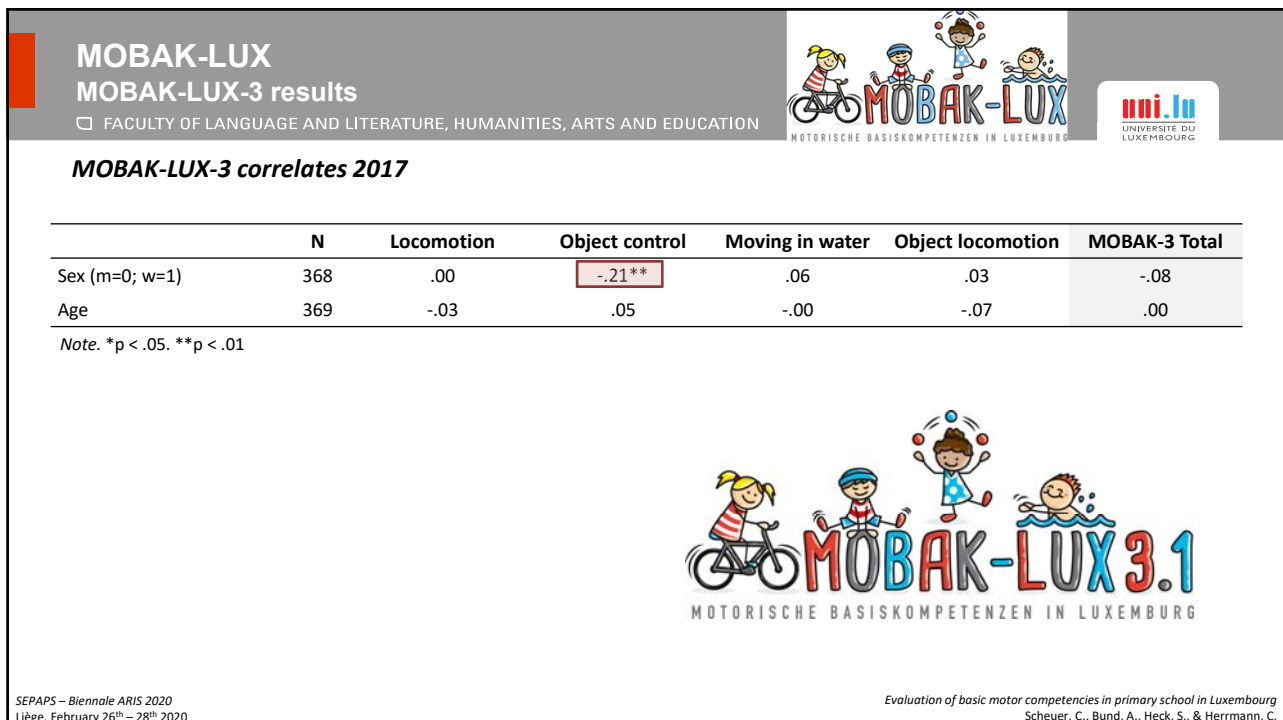 MOBAK-LUX
MOBAK-LUX-3 results
FACULTY OF LANGUAGE AND LITERATURE, HUMANITIES, ARTS AND EDUCATION
MOBAK-LUX
MOTORISCHE BASISKOMPETENZEN IN LUXEMBURG
uni.lu
UNIVERSITÉ DU
LUXEMBOURG
MOBAK-LUX-3 correlates 2017
N Locomotion Object control Moving in water Object locomotion MOBAK-3 Total
Sex (m=0; w=1) 368 .00 -.21** .06 .03 -.08
Age 369 -.03 .05 -.00 -.07 .00
Note. *p < .05. **p < .01
MOBAK-LUX 3.1
MOTORISCHE BASISKOMPETENZEN IN LUXEMBURG
SEPAPS – Biennale ARIS 2020
Liège, February 26th – 28th 2020
Evaluation of basic motor competencies in primary school in Luxembourg
Scheuer, C., Bund, A., Heck, S., & Herrmann, C.